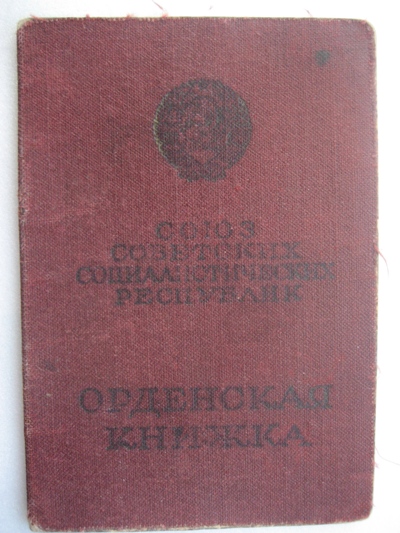 СОЮЗ
СОВЕТСКИХ
СОЦИАЛИСТИЧЕСКИХ
РЕСПУБЛИК
ОРДЕНСКАЯ
КНИЖКА